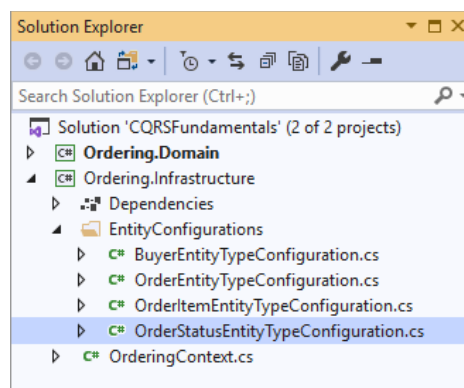 Solution Explorer
Search Solution Explorer (Ctrl+;)
Solution 'CQRSFundamentals' (2 of 2 projects)
C# Ordering.Domain
C# Ordering.Infrastructure
Dependencies
EntityConfigurations
C# BuyerEntityTypeConfiguration.cs
C# OrderEntityTypeConfiguration.cs
C# OrderItemEntityTypeConfiguration.cs
C# OrderStatusEntityTypeConfiguration.cs
C# OrderingContext.cs